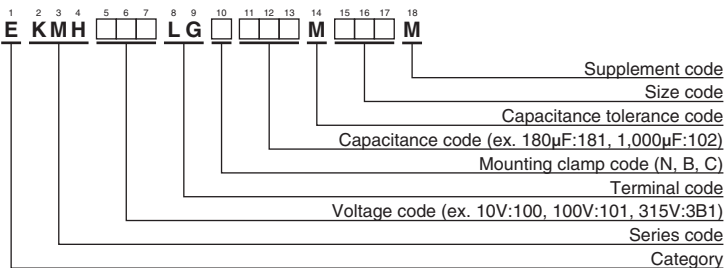 1 2 3 4 5 6 7 8 9 10 11 12 13 14 15 16 17 18
E KMH □□□ LG □ □□□ M □□□ M
Supplement code
Size code
Capacitance tolerance code
Capacitance code (ex. 180µF:181, 1,000µF:102)
Mounting clamp code (N, B, C)
Terminal code
Voltage code (ex. 10V:100, 100V:101, 315V:3B1)
Series code
Category